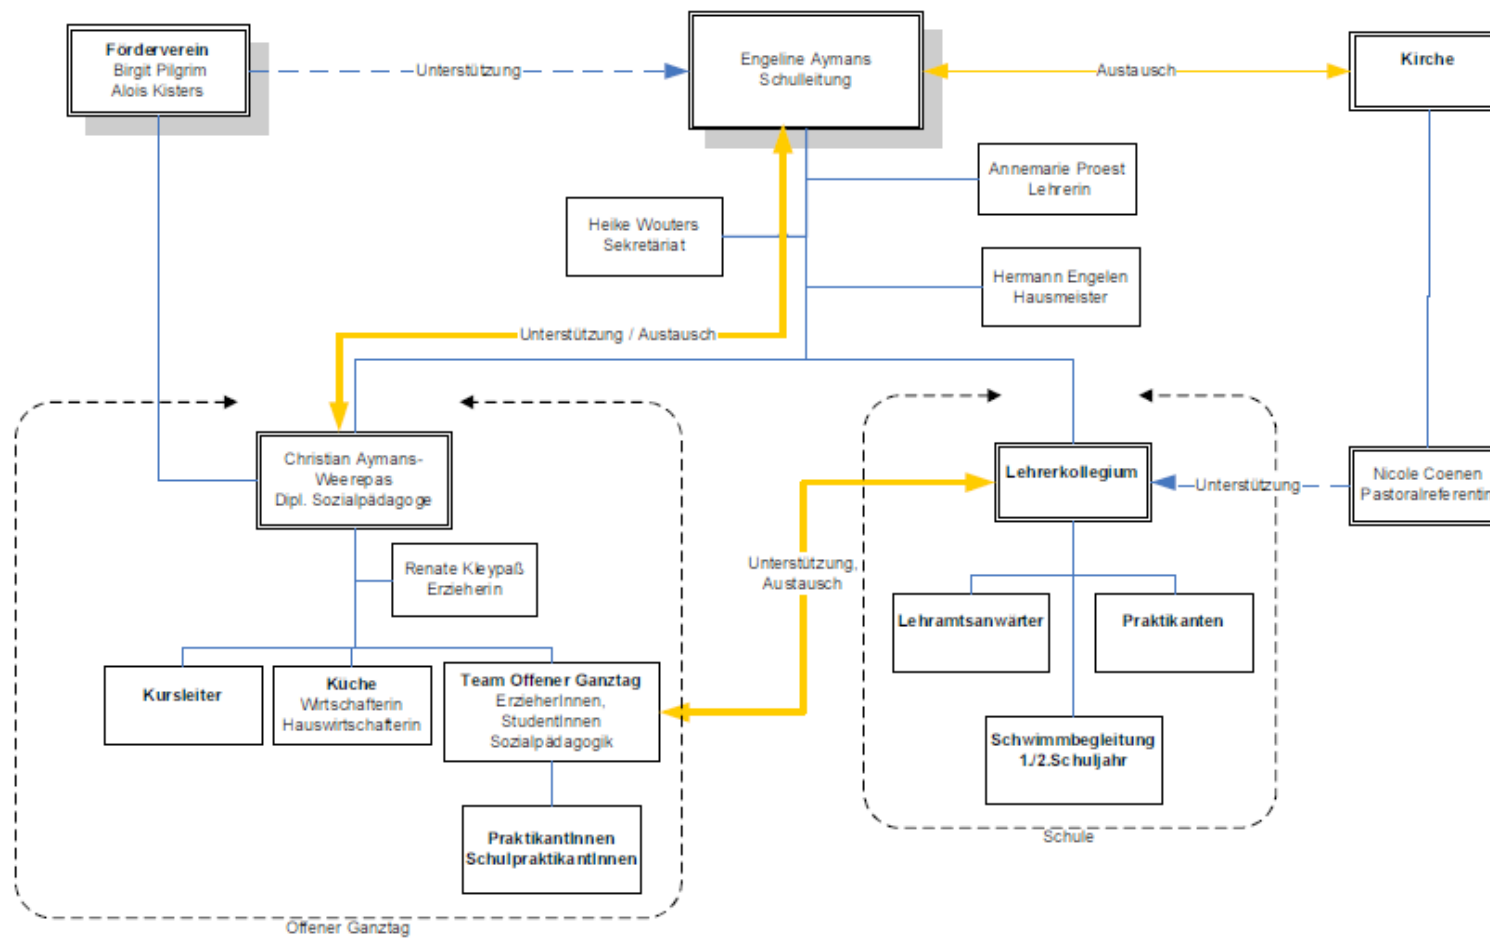 Förderverein
Birgit Pilgrim
Alois Kisters
Unterstützung
Engeline Aymans
Schulleitung
Austausch
Kirche
Annemarie Proest
Lehrerin
Heike Wouters
Sekretäriat
Hermann Engelen
Hausmeister
Unterstützung / Austausch
Christian Aymans-
Weerepas
Dipl. Sozialpädagoge
Lehrerkollegium
Unterstützung
Nicole Coenen
Pastoralreferentin
Renate Kleypaß
Erzieherin
Unterstützung,
Austausch
Lehramtsanwärter
Praktikanten
Kursleiter
Küche
Wirtschafterin
Hauswirtschafterin
Team Offener Ganztag
ErzieherInnen,
StudentInnen
Sozialpädagogik
Schwimmbegleitung
1./2.Schuljahr
PraktikantInnen
SchulpraktikantInnen
Schule
Offener Ganztag